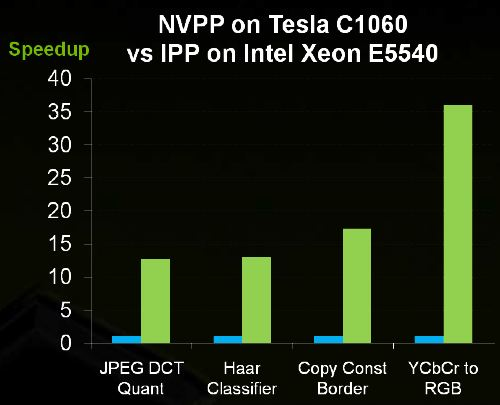 NVPP on Tesla C1060
vs IPP on Intel Xeon E5540
Speedup
40
35
30
25
20
15
10
5
0
JPEG DCT
Quant
Haar
Classifier
Copy Const
Border
YCbCr to
RGB